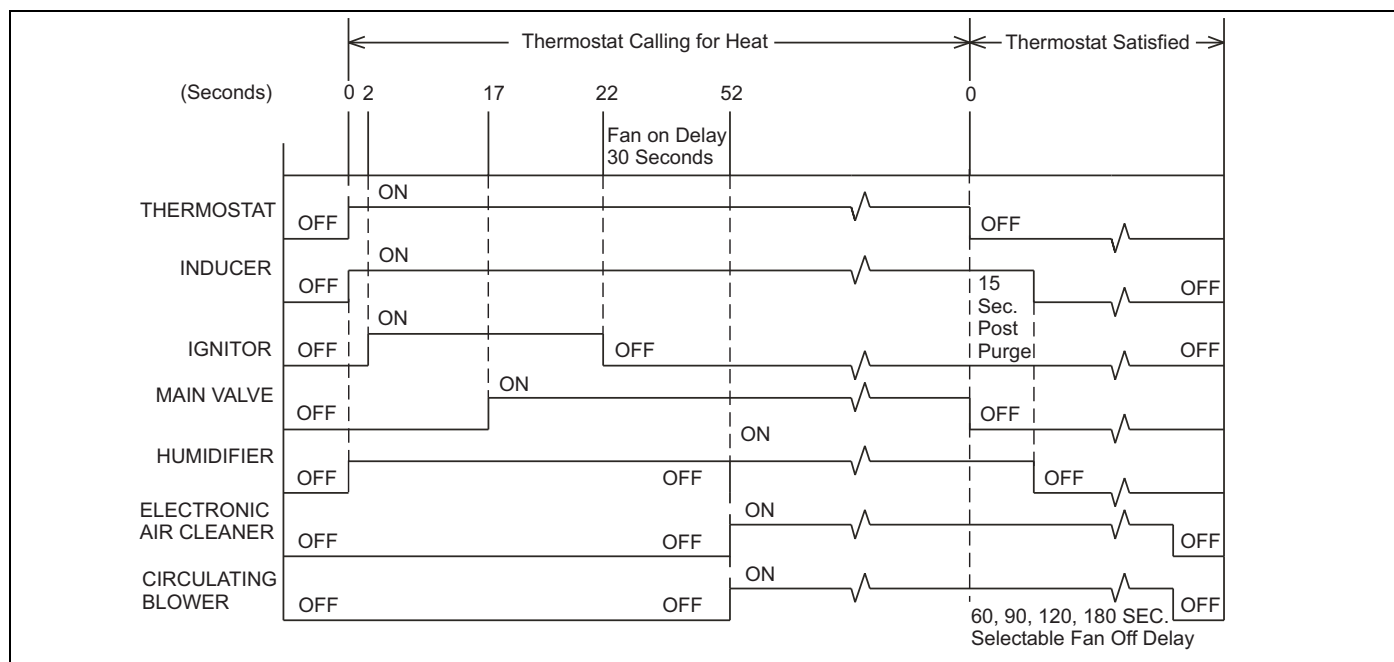 Thermostat Calling for Heat Thermostat Satisfied
(Seconds) 0 2 17 22 52 0
Fan on Delay
30 Seconds
THERMOSTAT OFF ON OFF
INDUCER OFF ON OFF
15
Sec.
Post
Purge
IGNITOR OFF ON OFF OFF
MAIN VALVE OFF ON OFF
HUMIDIFIER OFF OFF ON OFF
ELECTRONIC
AIR CLEANER OFF OFF ON OFF
CIRCULATING
BLOWER OFF OFF ON OFF
60, 90, 120, 180 SEC.
Selectable Fan Off Delay